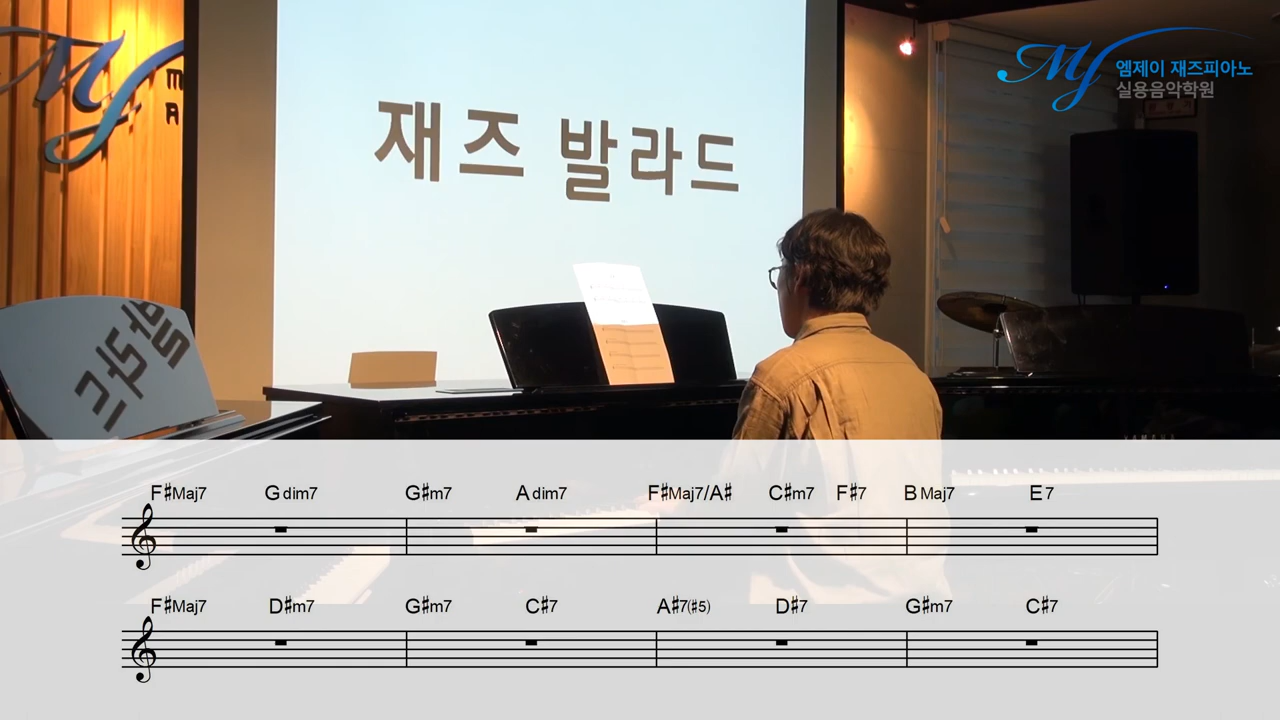 엠제이 재즈피아노
실용음악학원
재즈 발라드
F♯Maj7 Gdim7 G♯m7 Adim7 F♯Maj7/A♯ C♯m7 F♯7 BMaj7 E7
F♯Maj7 D♯m7 G♯m7 C♯7 A♯7(♯5) D♯7 G♯m7 C♯7